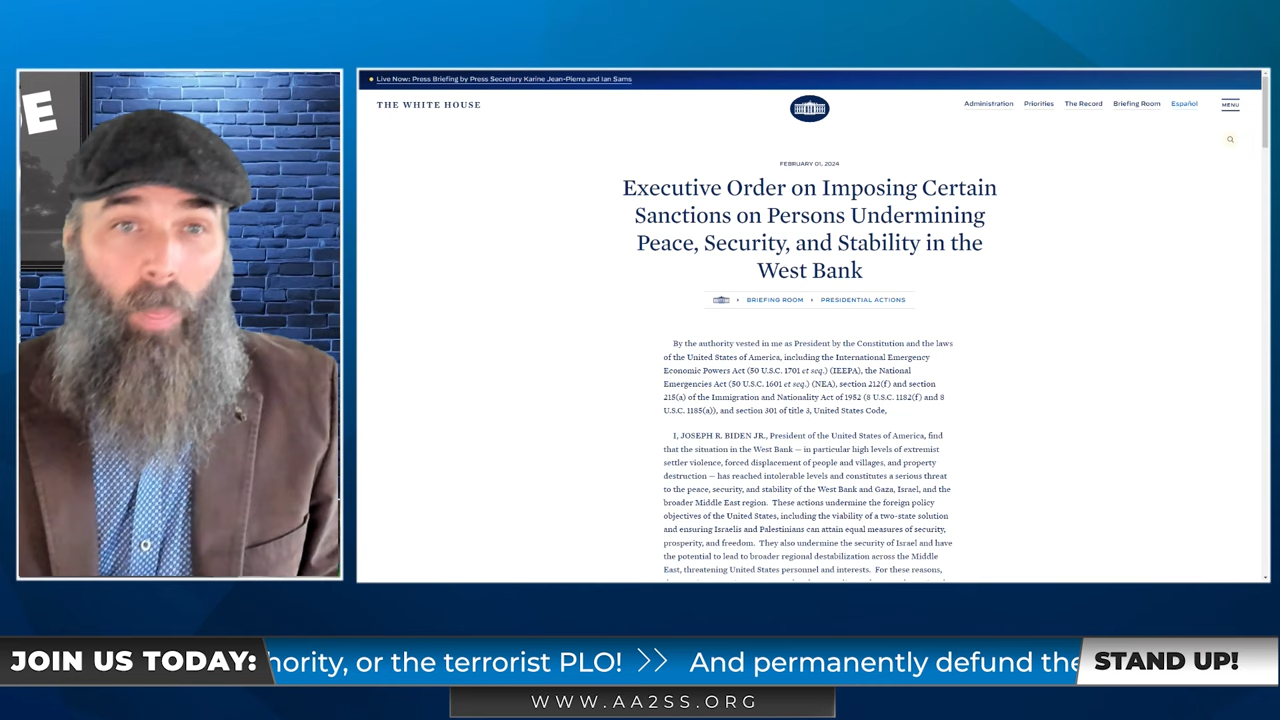 E
Live Now: Press Briefing by Press Secretary Karine Jean-Pierre and Ian Sams
THE WHITE HOUSE
Administration Priorities The Record Briefing Room Español MENU
FEBRUARY 01, 2024
Executive Order on Imposing Certain
Sanctions on Persons Undermining
Peace, Security, and Stability in the
West Bank
BRIEFING ROOM PRESIDENTIAL ACTIONS
By the authority vested in me as President by the Constitution and the laws
of the United States of America, including the International Emergency
Economic Powers Act (50 U.S.C. 1701 et seq.) (IEEPA), the National
Emergencies Act (50 U.S.C. 1601 et seq.) (NEA), section 212(f) and section
215(a) of the Immigration and Nationality Act of 1952 (8 U.S.C. 1182(f) and 8
U.S.C. 1185(a)), and section 301 of title 3, United States Code,
I, JOSEPH R. BIDEN JR., President of the United States of America, find
that the situation in the West Bank — in particular high levels of extremist
settler violence, forced displacement of people and villages, and property
destruction — has reached intolerable levels and constitutes a serious threat
to the peace, security, and stability of the West Bank and Gaza, Israel, and the
broader Middle East region. These actions undermine the foreign policy
objectives of the United States, including the viability of a two-state solution
and ensuring Israelis and Palestinians can attain equal measures of security,
prosperity, and freedom. They also undermine the security of Israel and have
the potential to lead to broader regional destabilization across the Middle
East, threatening United States personnel and interests. For these reasons,
JOIN US TODAY: hority, or the terrorist PLO! >> And permanently defund the STAND UP!
WWW.AA2SS.ORG